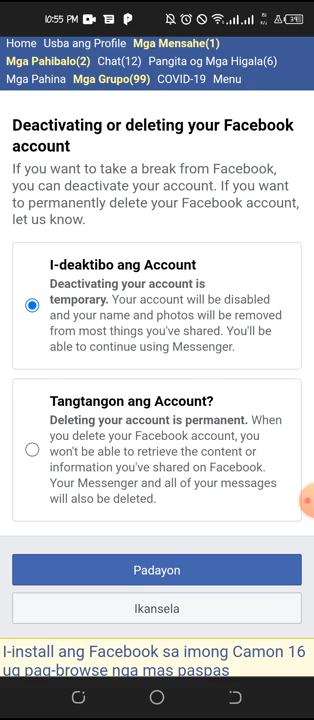 10:55 PM
Home Usba ang Profile Mga Mensahe(1)
Mga Pahibalo(2) Chat(12) Pangita og Mga Higala(6)
Mga Pahina Mga Grupo(99) COVID-19 Menu
Deactivating or deleting your Facebook
account
If you want to take a break from Facebook,
you can deactivate your account. If you want
to permanently delete your Facebook account,
let us know.
I-deaktibo ang Account
Deactivating your account is
temporary. Your account will be disabled
and your name and photos will be removed
from most things you've shared. You'll be
able to continue using Messenger.
Tangtangon ang Account?
Deleting your account is permanent. When
you delete your Facebook account, you
won't be able to retrieve the content or
information you've shared on Facebook.
Your Messenger and all of your messages
will also be deleted.
Padayon
Ikansela
I-install ang Facebook sa imong Camon 16
ug pag-browse nga mas paspas